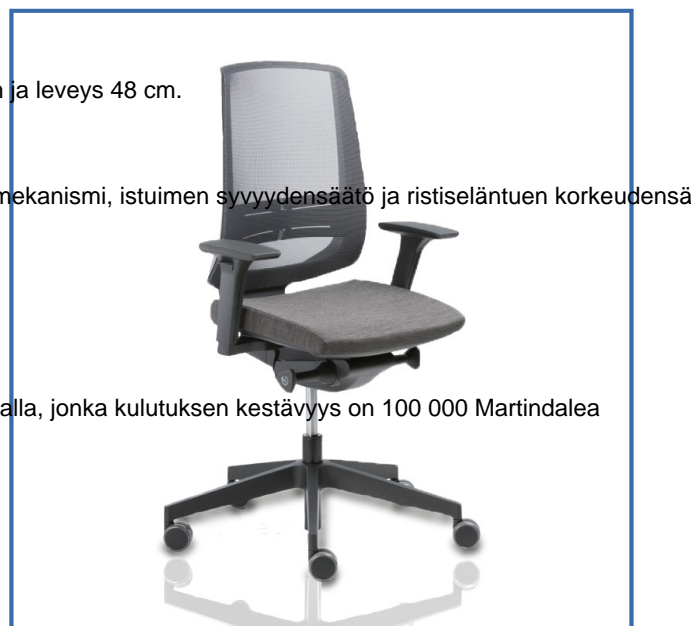 ja leveys 48 cm.
mekanismi, istuimen syvyydensäätö ja ristiseläntuen korkeudensä
alla, jonka kulutuksen kestävyys on 100 000 Martindalea